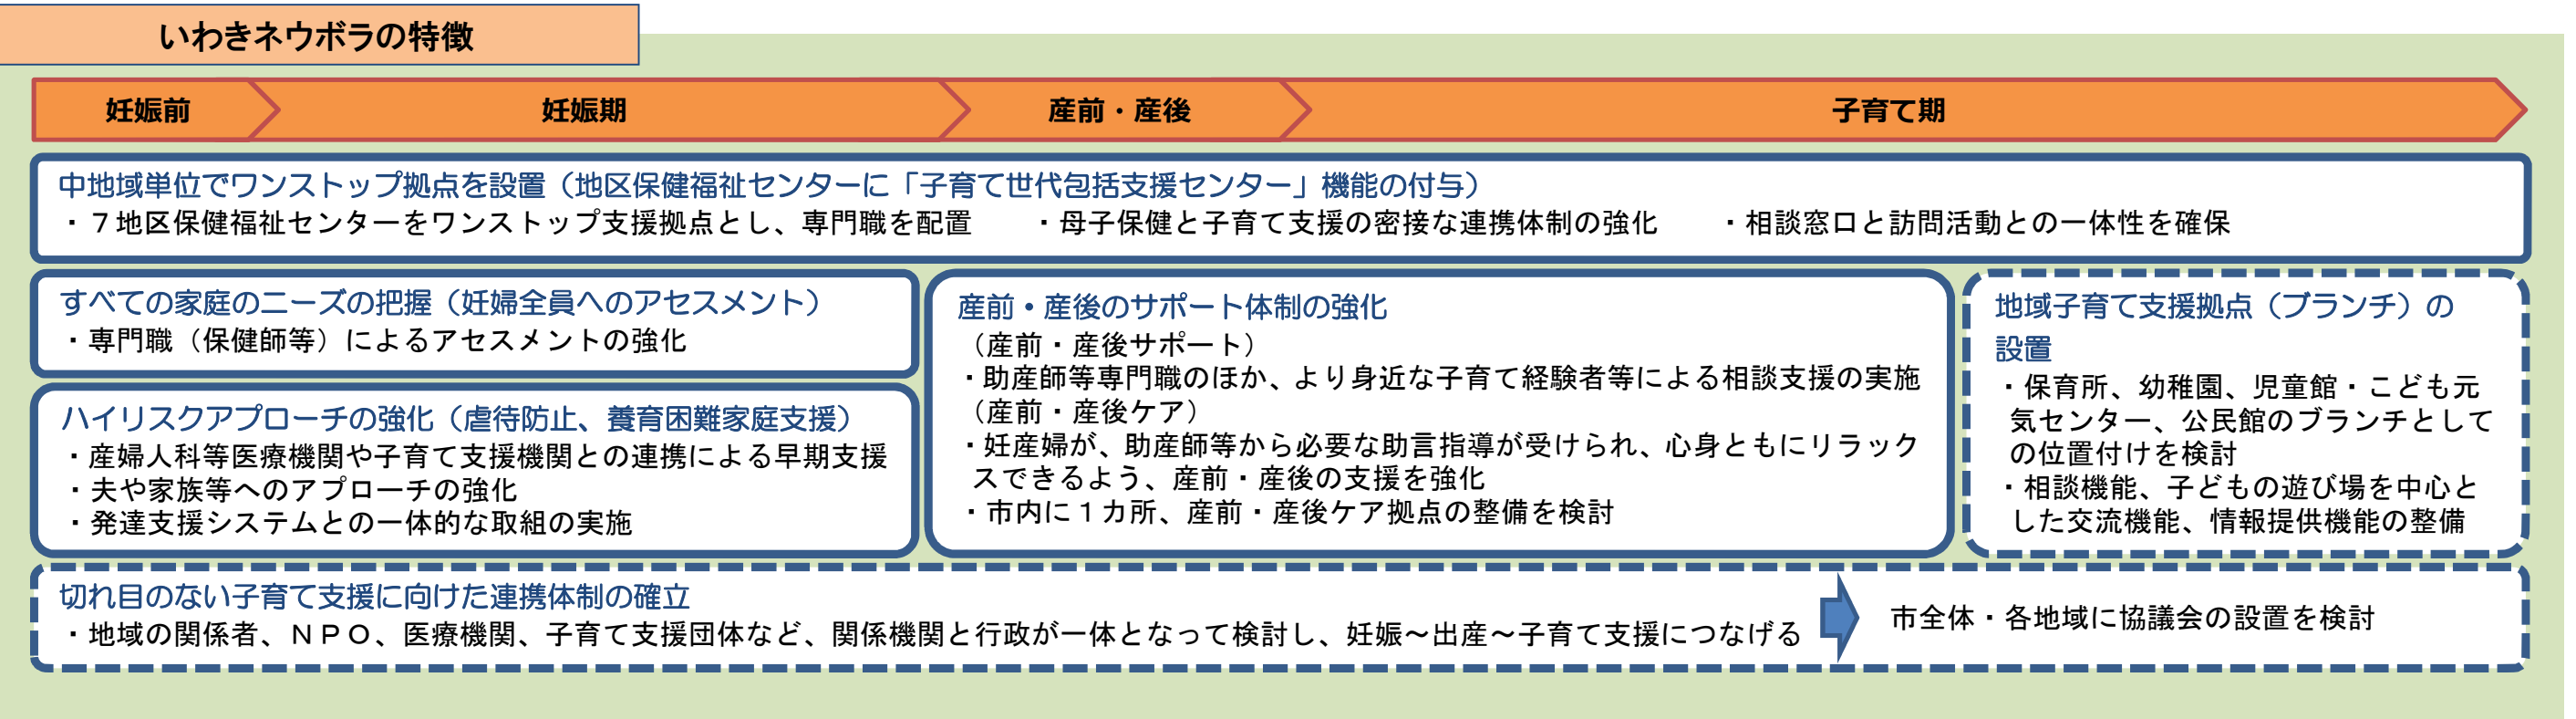 いわきネウボラの特徴
妊娠前
妊娠期
産前・産後
子育て期
中地域単位でワンストップ拠点を設置（地区保健福祉センターに「子育て世代包括支援センター」機能の付与）
・７地区保健福祉センターをワンストップ支援拠点とし、専門職を配置　・母子保健と子育て支援の密接な連携体制の強化　・相談窓口と訪問活動との一体性を確保
すべての家庭のニーズの把握（妊婦全員へのアセスメント）
・専門職（保健師等）によるアセスメントの強化
ハイリスクアプローチの強化（虐待防止、養育困難家庭支援）
・産婦人科等医療機関や子育て支援機関との連携による早期支援
・夫や家族等へのアプローチの強化
・発達支援システムとの一体的な取組の実施
産前・産後のサポート体制の強化
（産前・産後サポート）
・助産師等専門職のほか、より身近な子育て経験者等による相談支援の実施
（産前・産後ケア）
・妊産婦が、助産師等から必要な助言指導が受けられ、心身ともにリラック
スできるよう、産前・産後の支援を強化
・市内に１カ所、産前・産後ケア拠点の整備を検討
地域子育て支援拠点（ブランチ）の
設置
・保育所、幼稚園、児童館・こども元
気センター、公民館のブランチとして
の位置付けを検討
・相談機能、子どもの遊び場を中心と
した交流機能、情報提供機能の整備
切れ目のない子育て支援に向けた連携体制の確立
・地域の関係者、ＮＰＯ、医療機関、子育て支援団体など、関係機関と行政が一体となって検討し、妊娠～出産～子育て支援につなげる
市全体・各地域に協議会の設置を検討